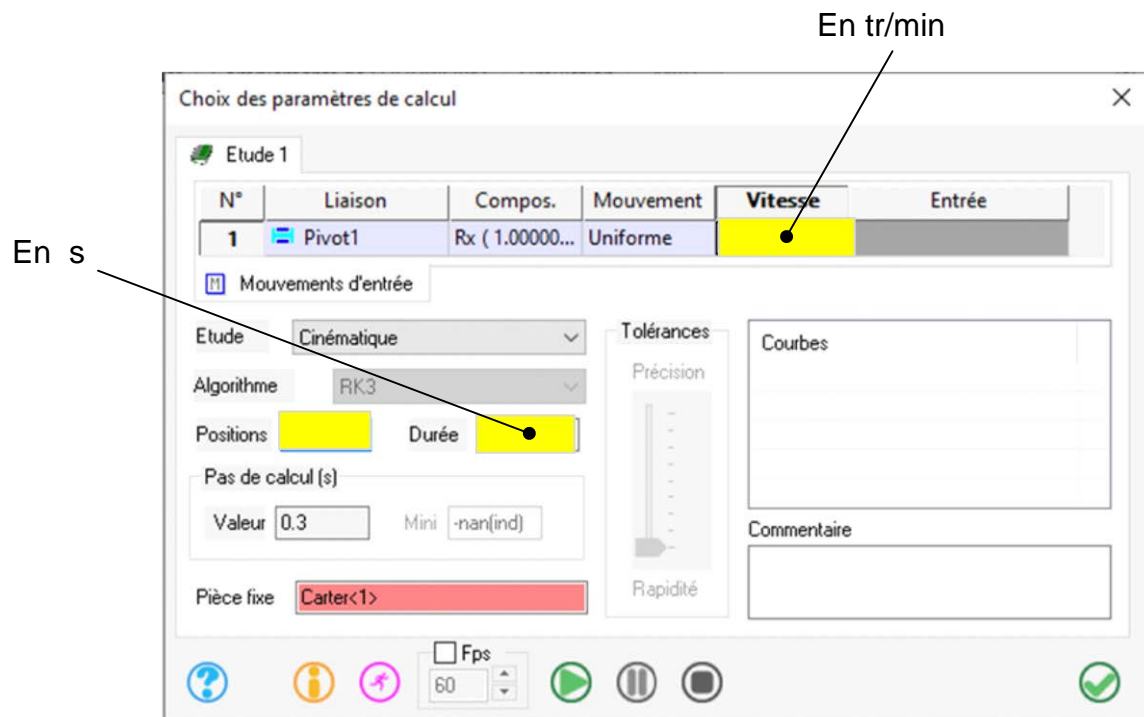 En tr/min
Choix des paramètres de calcul
Etude 1
N° Liaison Compos. Mouvement Vitesse Entrée
1 Pivot1 Rx ( 1.00000... Uniforme
En s
M Mouvements d'entrée
Etude Cinématique
Tolérances
Courbes
Algorithme RK3
Précision
Positions Durée
Pas de calcul (s)
Valeur 0.3 Mini -nan(ind)
Commentaire
Pièce fixe Carter<1>
Rapidité
Fps
60